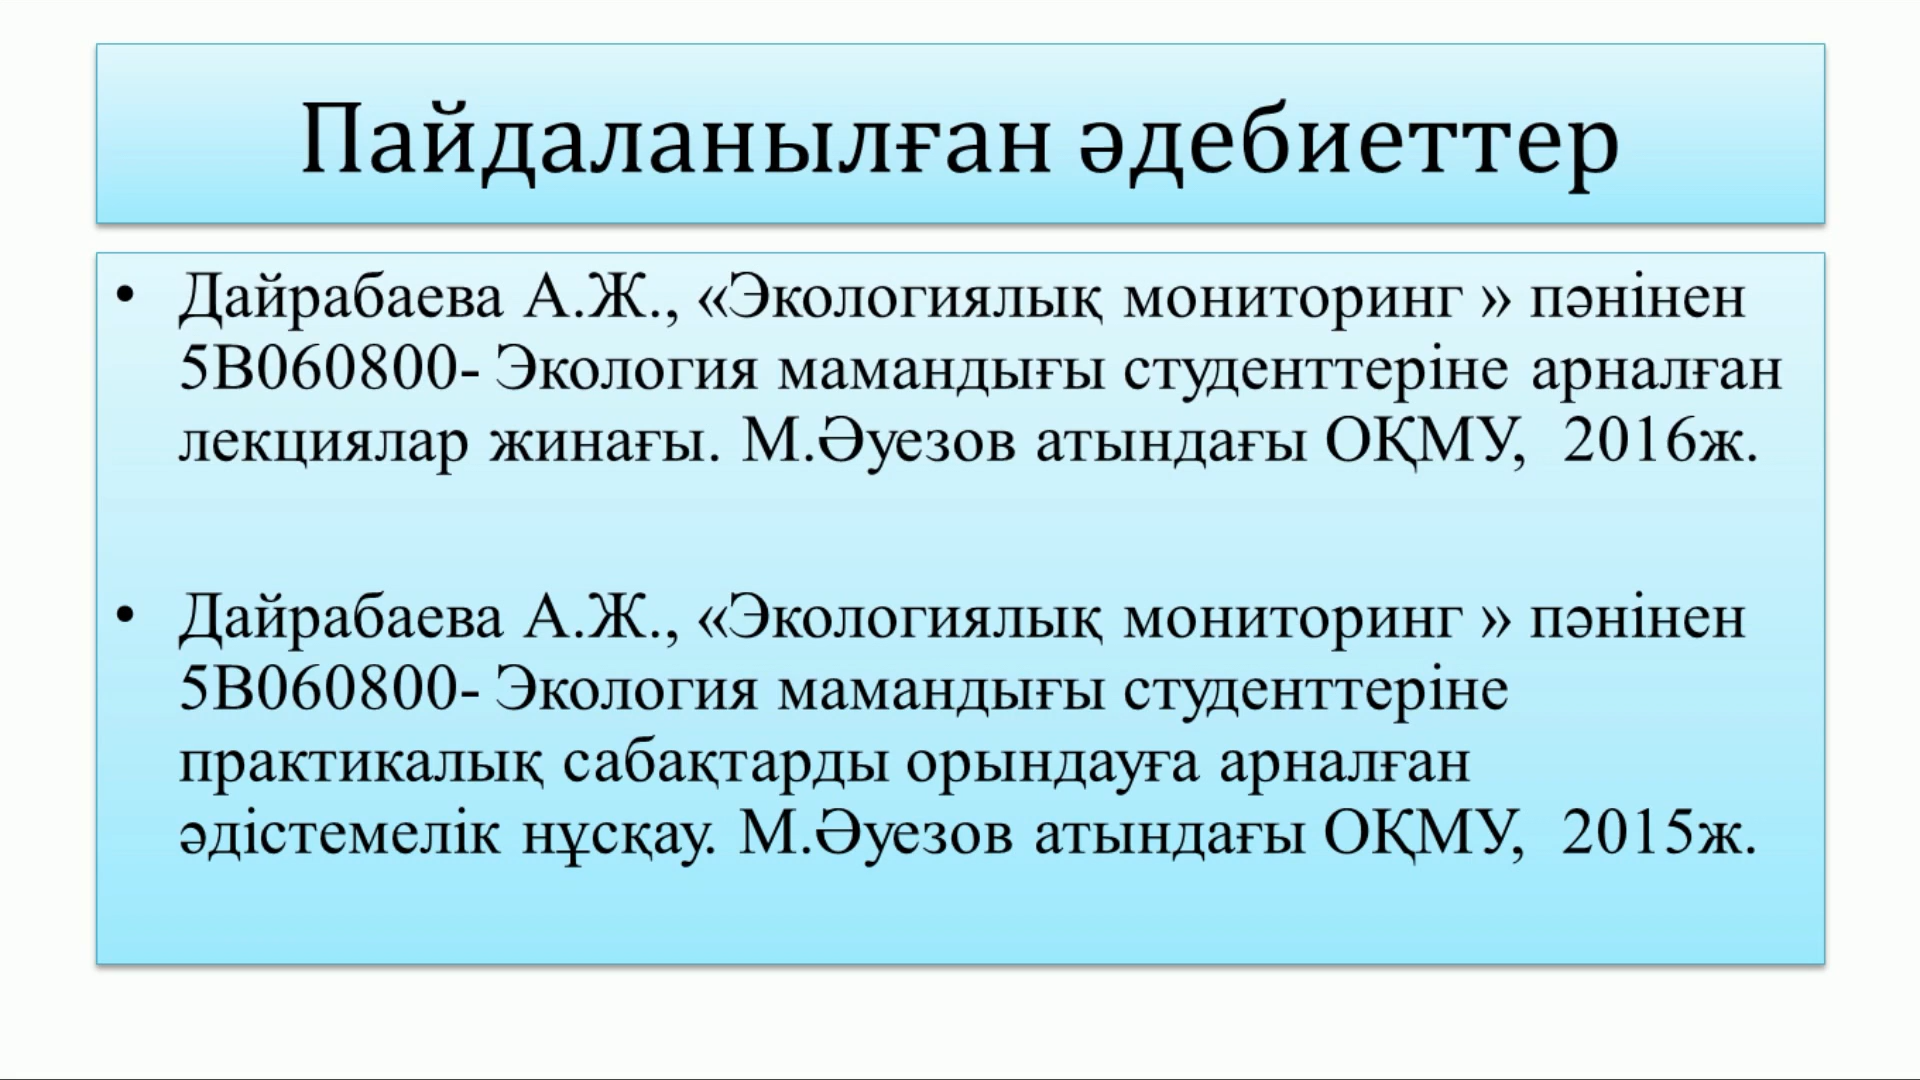 Пайдаланылған әдебиеттер
• Дайрабаева А.Ж., «Экологиялық мониторинг » пәнінен
5В060800- Экология мамандығы студенттеріне арналған
лекциялар жинағы. М.Әуезов атындағы ОҚМУ, 2016ж.
• Дайрабаева А.Ж., «Экологиялық мониторинг » пәнінен
5В060800- Экология мамандығы студенттеріне
практикалық сабақтарды орындауға арналған
әдістемелік нұсқау. М.Әуезов атындағы ОҚМУ, 2015ж.